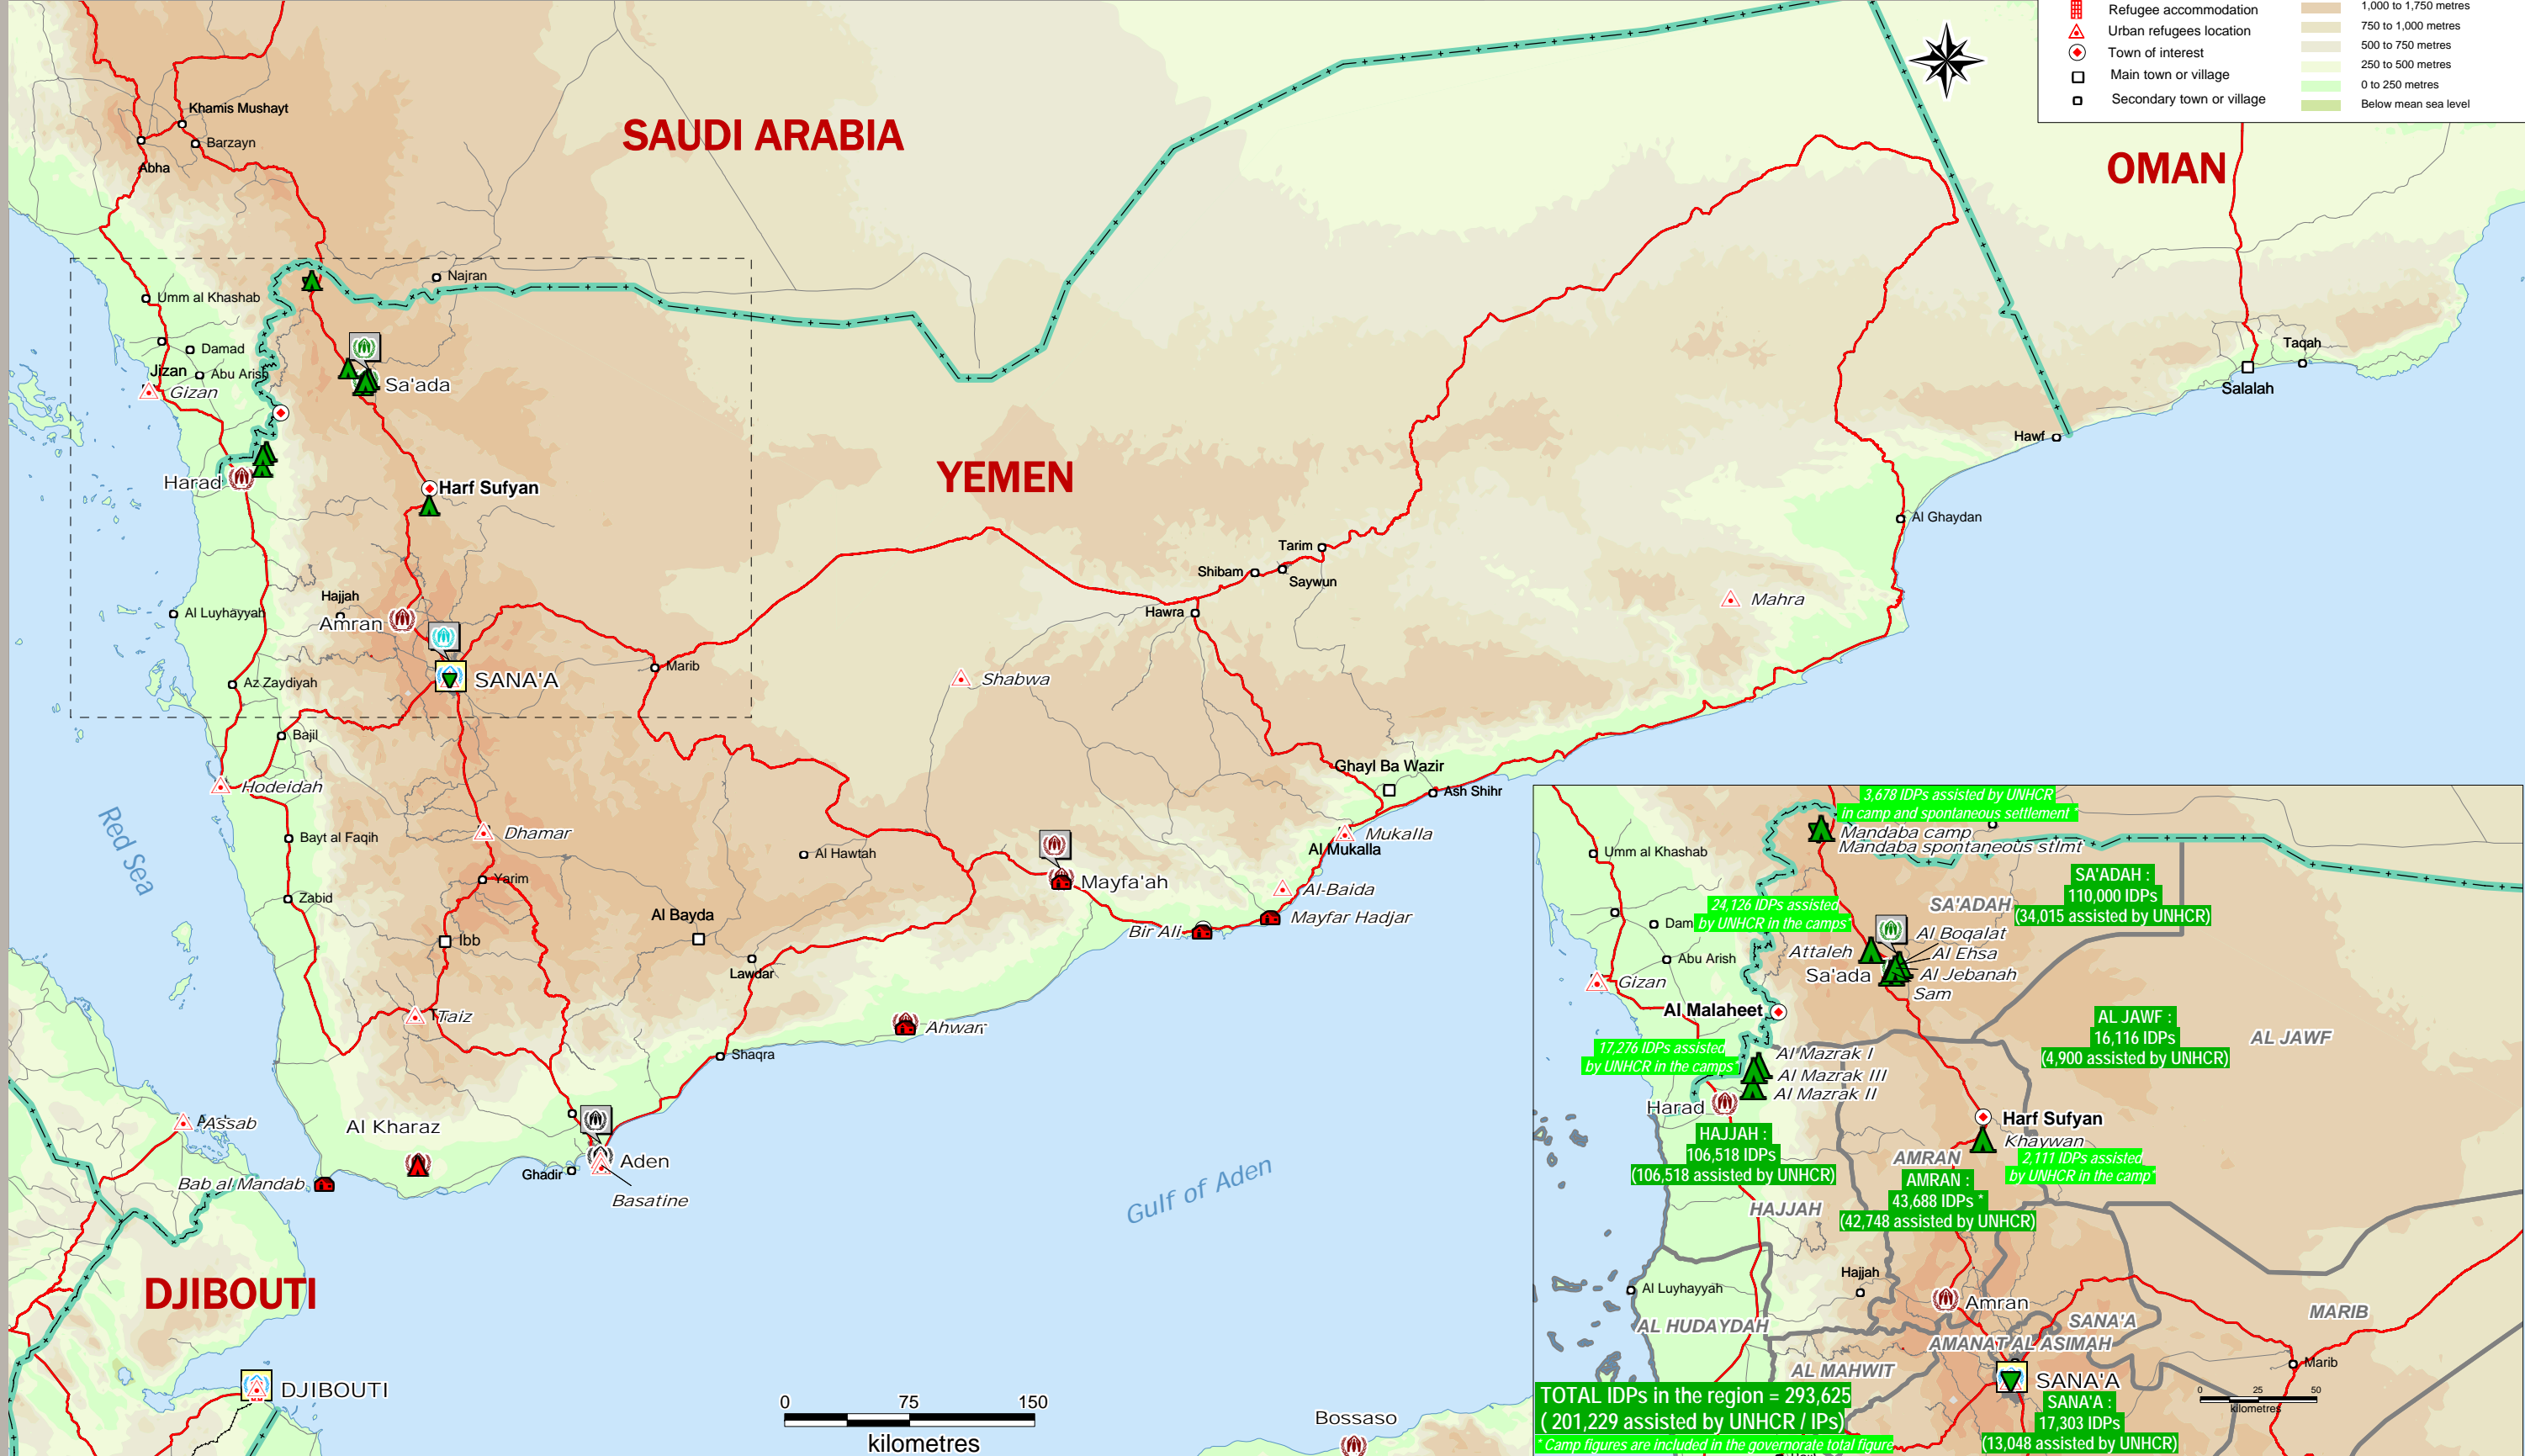 Refugee accommodation
Urban refugees location
Town of interest
Main town or village
Secondary town or village
1,000 to 1,750 metres
750 to 1,000 metres
500 to 750 metres
250 to 500 metres
0 to 250 metres
Below mean sea level
SAUDI ARABIA
OMAN
YEMEN
DJIBOUTI
Khamis Mushayt
Barzayn
Abha
Najran
Umm al Khashab
Damad
Jizan
Abu Arish
Gizan
Sa'ada
Harad
Harf Sufyan
Taqah
Salalah
Hawf
Al Ghaydan
Tarim
Shibam
Saywun
Hawra
Mahra
Hajjah
Amran
Al Luyhayyah
Marib
Shabwa
SANA'A
Az Zaydiyah
Bajil
Hodeidah
Ghayl Ba Wazir
Ash Shihr
Red Sea
Bayt al Faqih
Dhamar
Al Hawtah
Mukalla
Al Mukalla
Yarim
Mayfa'ah
Al-Baida
Zabid
Al Bayda
Mayfar Hadjar
Bir Ali
Ibb
Lawdar
Taiz
Ahwar
Shaqra
Assab
Al Kharaz
Aden
Ghadir
Bab al Mandab
Basatine
Gulf of Aden
DJIBOUTI
0 75 150
kilometres
Bossaso
3,678 IDPs assisted by UNHCR
in camp and spontaneous settlement *
Mandaba camp
Mandaba spontaneous stlmt
Umm al Khashab
SA'ADAH :
110,000 IDPs
(34,015 assisted by UNHCR)
SA'ADAH
24,126 IDPs assisted
by UNHCR in the camps*
Dam
Al Boqalat
Attaleh
Al Ehsa
Abu Arish
Sa'ada
Al Jebanah
Gizan
Sam
Al Malaheet
AL JAWF :
16,116 IDPs
(4,900 assisted by UNHCR)
AL JAWF
17,276 IDPs assisted
by UNHCR in the camps*
Al Mazrak I
Al Mazrak III
Al Mazrak II
Harad
Harf Sufyan
HAJJAH :
106,518 IDPs
(106,518 assisted by UNHCR)
Khaywan
2,111 IDPs assisted
by UNHCR in the camp*
AMRAN
AMRAN :
43,688 IDPs *
(42,748 assisted by UNHCR)
HAJJAH
Hajjah
Al Luyhayyah
Amran
AL HUDAYDAH
SANA'A
MARIB
AMANAT AL ASIMAH
AL MAHWIT
Marib
SANA'A
TOTAL IDPs in the region = 293,625
( 201,229 assisted by UNHCR / IPs)
* Camp figures are included in the governorate total figure
SANA'A :
17,303 IDPs
(13,048 assisted by UNHCR)
0 25 50
kilometres